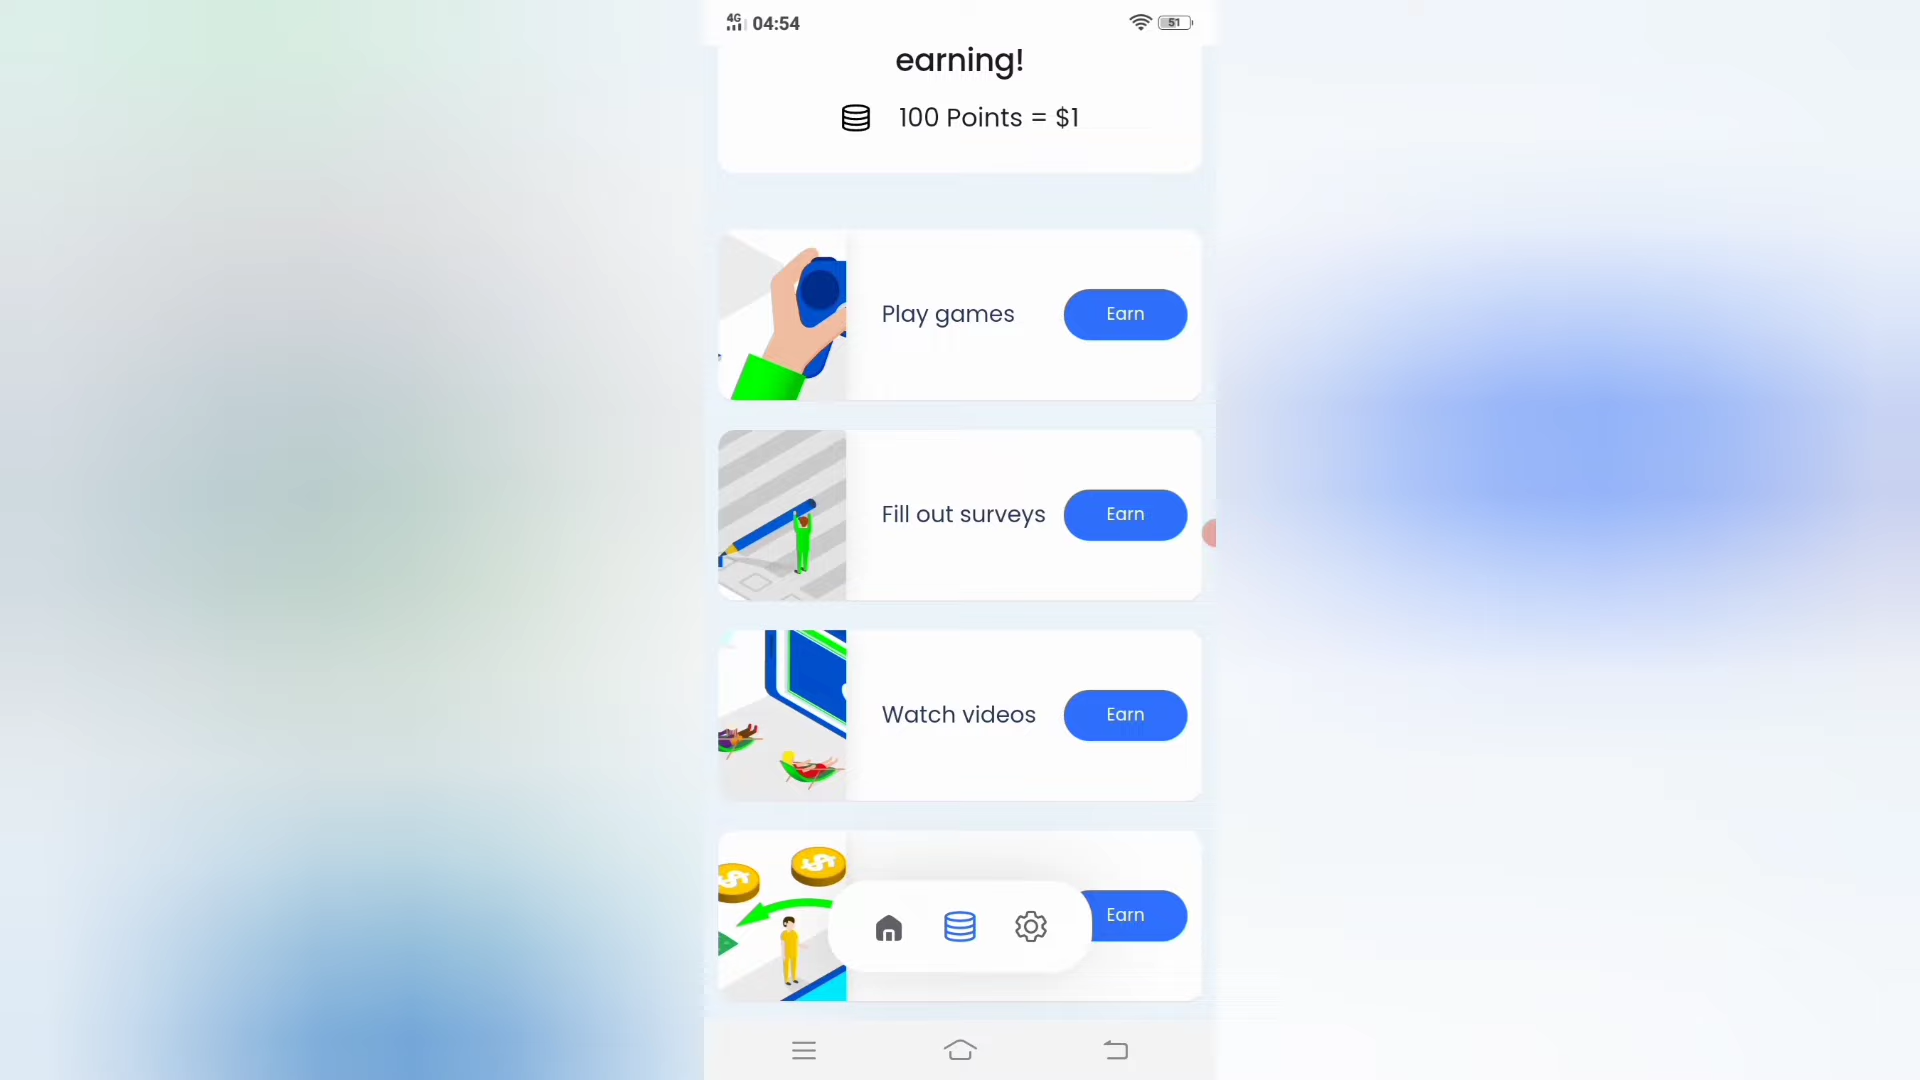 4G 04:54 51
earning!
100 Points = $1
Play games Earn
Fill out surveys Earn
Watch videos Earn
Earn